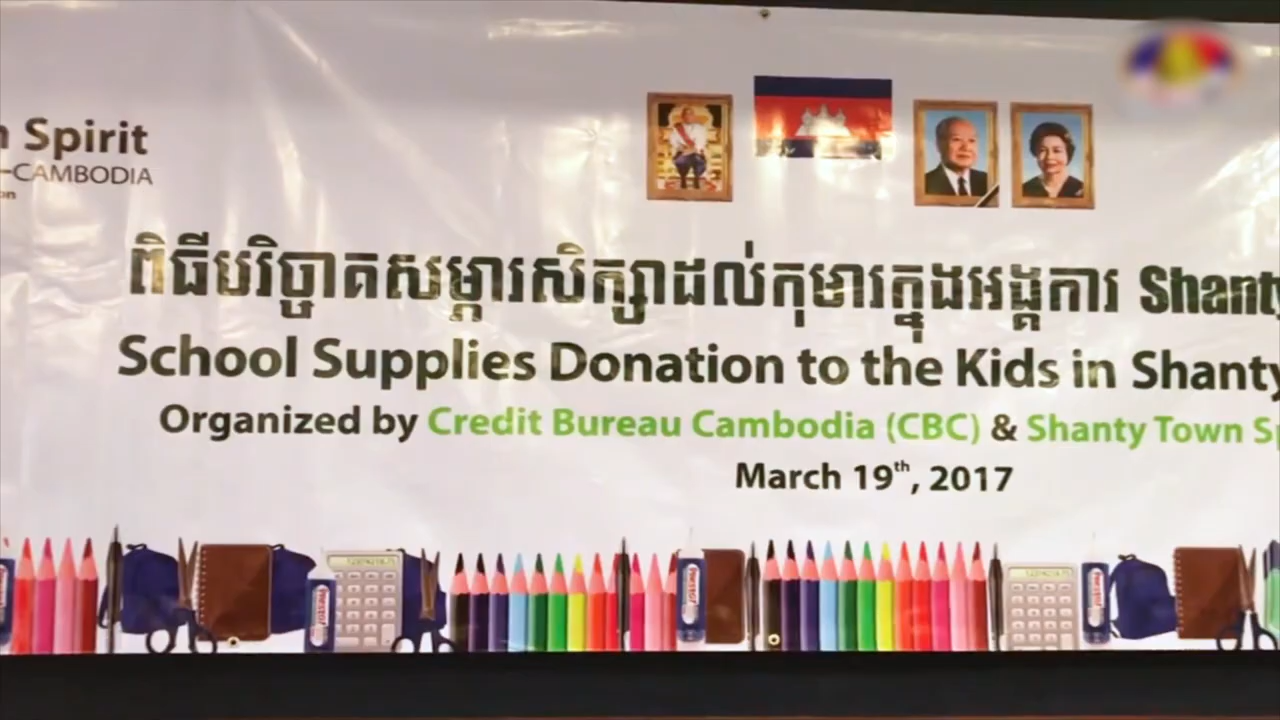 n Spirit
–CAMBODIA
on
ពិធីបរិច្ចាគសម្ភារសិក្សាដល់កុមារក្នុងអង្គការ Shanty
School Supplies Donation to the Kids in Shanty
Organized by Credit Bureau Cambodia (CBC) & Shanty Town Sp
March 19th, 2017